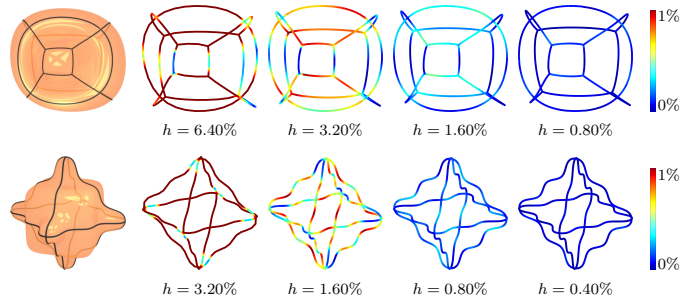 1%
0%
h = 6.40% h = 3.20% h = 1.60% h = 0.80%
1%
0%
h = 3.20% h = 1.60% h = 0.80% h = 0.40%